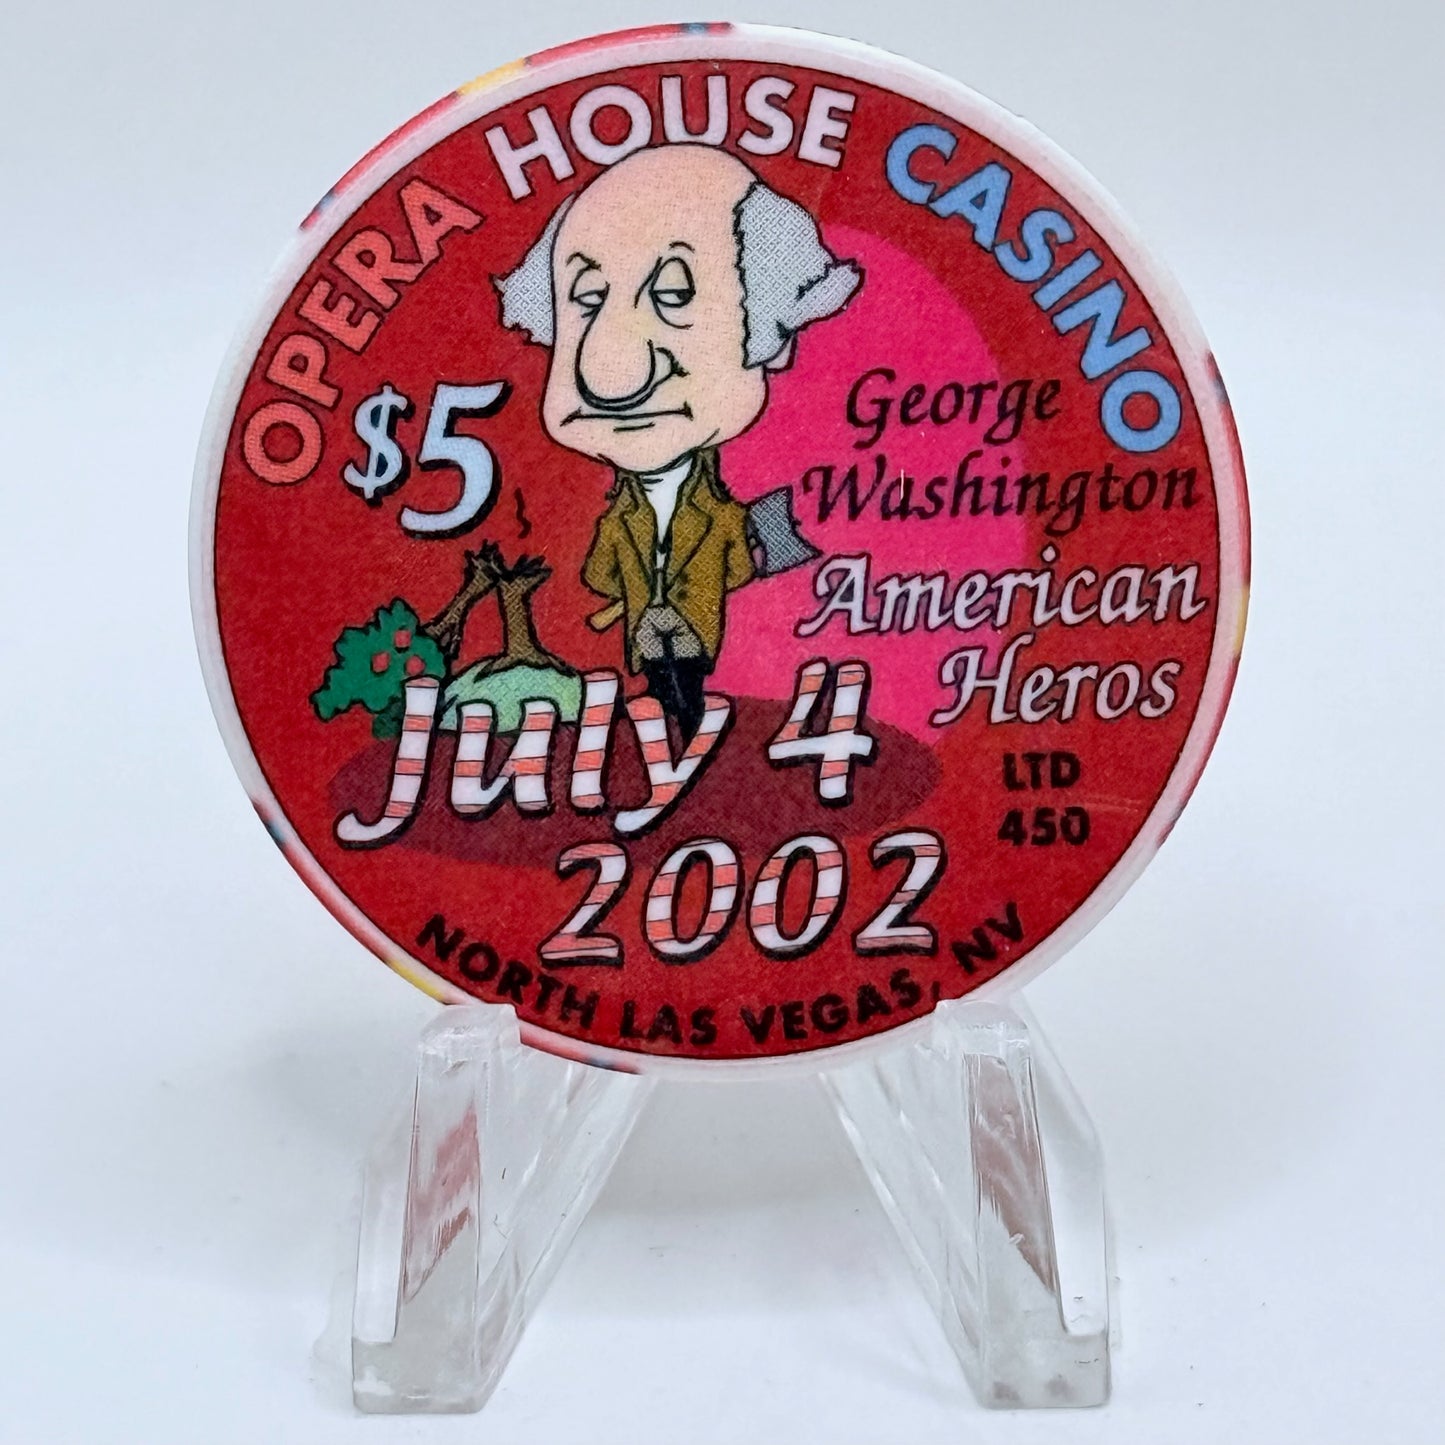 OPERA HOUSE CASINO
$5
George
Washington
American
Heros
July 4
2002
LTD
450
NORTH LAS VEGAS, NV